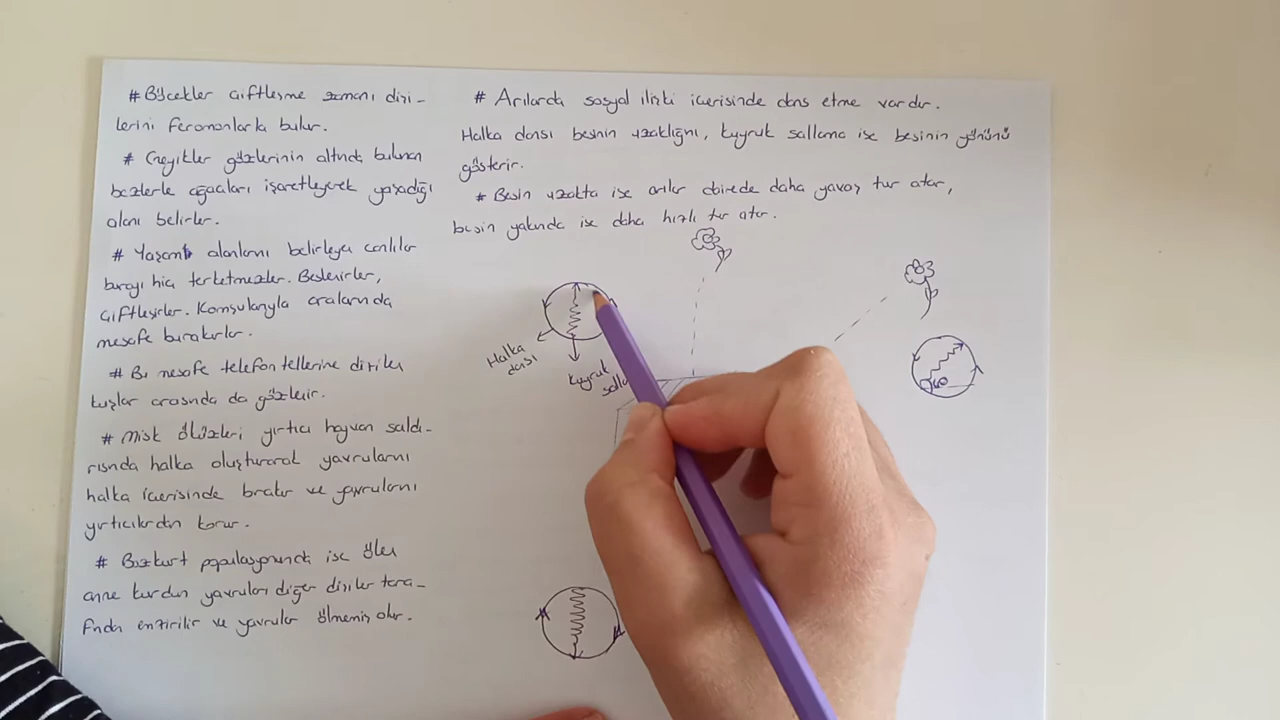 # Böcekler çiftleşme zamanı dişi-
lerini feromonlarla bulur.
# Geyikler gözlerinin altında bulunan
bezlerle ağaçları işaretleyerek yaşadığı
alanı belirler.
# Yaşam alanlarını belirleyen canlılar
burayı hiç terketmezler. Beslenirler,
çiftleşirler. Komşularıyla aralarında
mesafe bırakırlar.
# Bu mesafe telefon tellerine dizilen
kuşlar arasında da gözlenir.
# Misk Öküzleri yırtıcı hayvan saldı-
rısında halka oluşturarak yavrularını
halka içerisinde bırakır ve yavrularını
yırtıcılardan korur.
# Bozkurt populasyonunda ise ölen
anne kurdun yavruları diğer dişiler tara-
fından emzirilir ve yavrular ölmemiş olur.
# Arılarda sosyal ilişki içerisinde dans etme vardır.
Halka dansı besinin uzaklığını, kuyruk sallama ise besinin yönünü
gösterir.
# Besin uzakta ise arılar dairede daha yavaş tur atar,
besin yakında ise daha hızlı tur atar.
Halka
dansı
Kuyruk